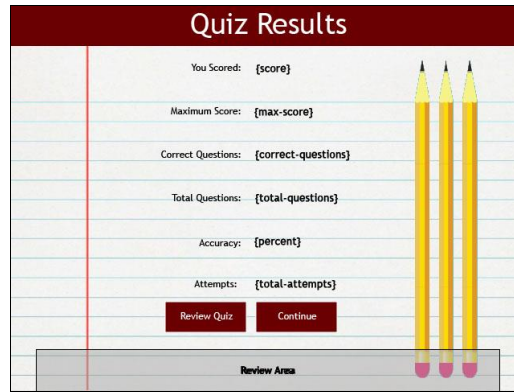 Quiz Results
You Scored: {score}
Maximum Score: {max-score}
Correct Questions: {correct-questions}
Total Questions: {total-questions}
Accuracy: {percent}
Attempts: {total-attempts}
Review Quiz Continue
Review Area